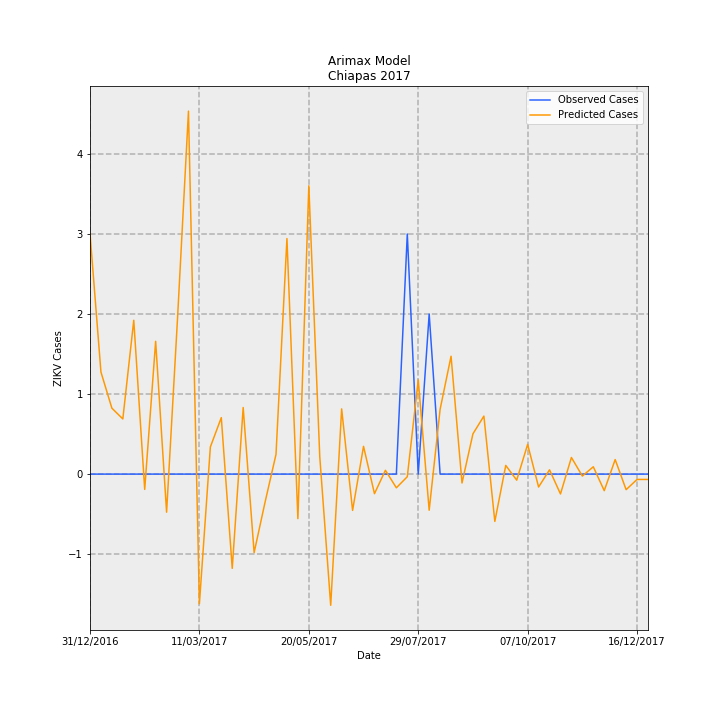 Arimax Model
Chiapas 2017
Observed Cases
Predicted Cases
ZIKV Cases
4
3
2
1
0
−1
31/12/2016
11/03/2017
20/05/2017
29/07/2017
07/10/2017
16/12/2017
Date